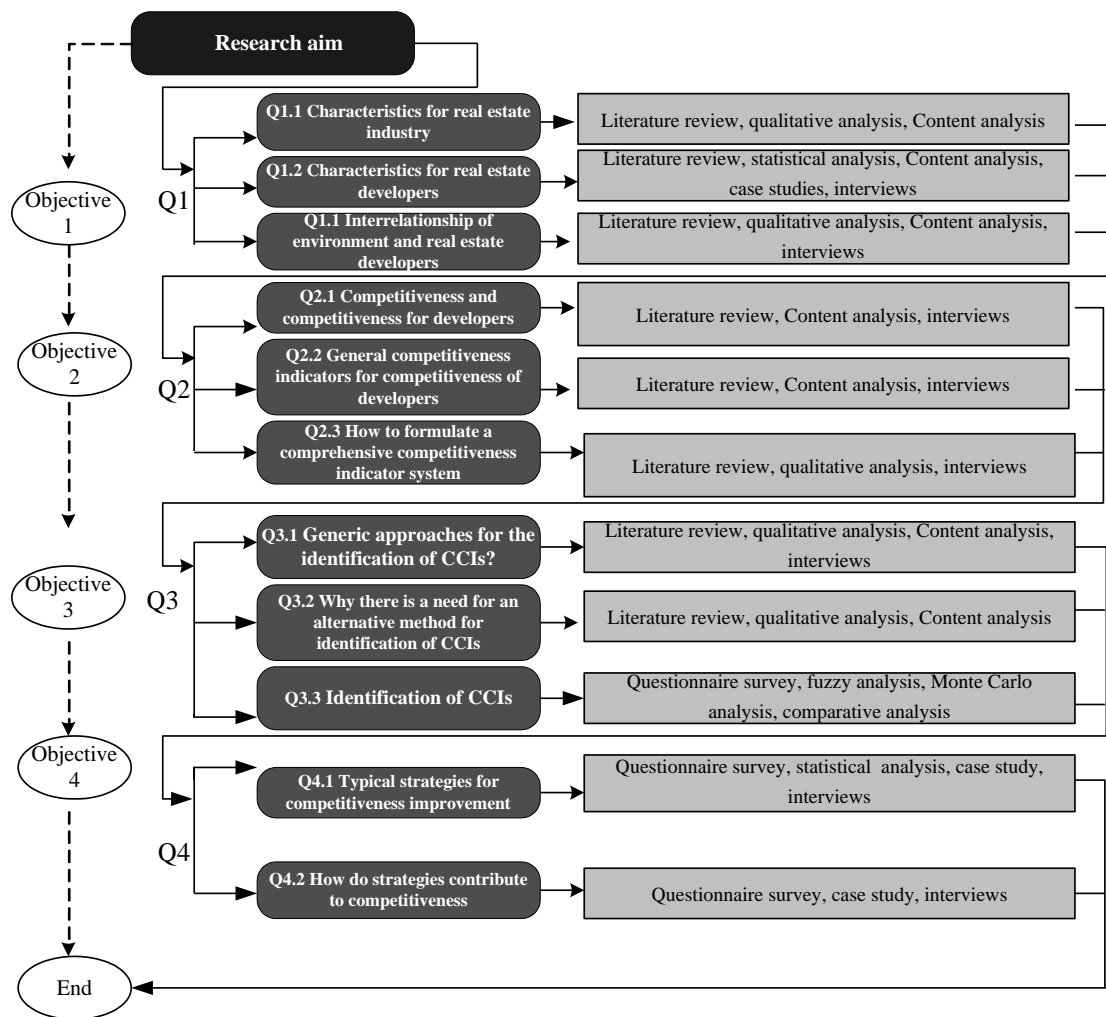 Research aim
Q1.1 Characteristics for real estate
industry
Literature review, qualitative analysis, Content analysis
Objective
1
Q1
Q1.2 Characteristics for real estate
developers
Literature review, statistical analysis, Content analysis,
case studies, interviews
Q1.1 Interrelationship of
environment and real estate
developers
Literature review, qualitative analysis, Content analysis,
interviews
Objective
2
Q2
Q2.1 Competitiveness and
competitiveness for developers
Literature review, Content analysis, interviews
Q2.2 General competitiveness
indicators for competitiveness of
developers
Literature review, Content analysis, interviews
Q2.3 How to formulate a
comprehensive competitiveness
indicator system
Literature review, qualitative analysis, interviews
Objective
3
Q3
Q3.1 Generic approaches for the
identification of CCIs?
Literature review, qualitative analysis, Content analysis,
interviews
Q3.2 Why there is a need for an
alternative method for
identification of CCIs
Literature review, qualitative analysis, Content analysis
Q3.3 Identification of CCIs
Questionnaire survey, fuzzy analysis, Monte Carlo
analysis, comparative analysis
Objective
4
Q4
Q4.1 Typical strategies for
competitiveness improvement
Questionnaire survey, statistical analysis, case study,
interviews
Q4.2 How do strategies contribute
to competitiveness
Questionnaire survey, case study, interviews
End